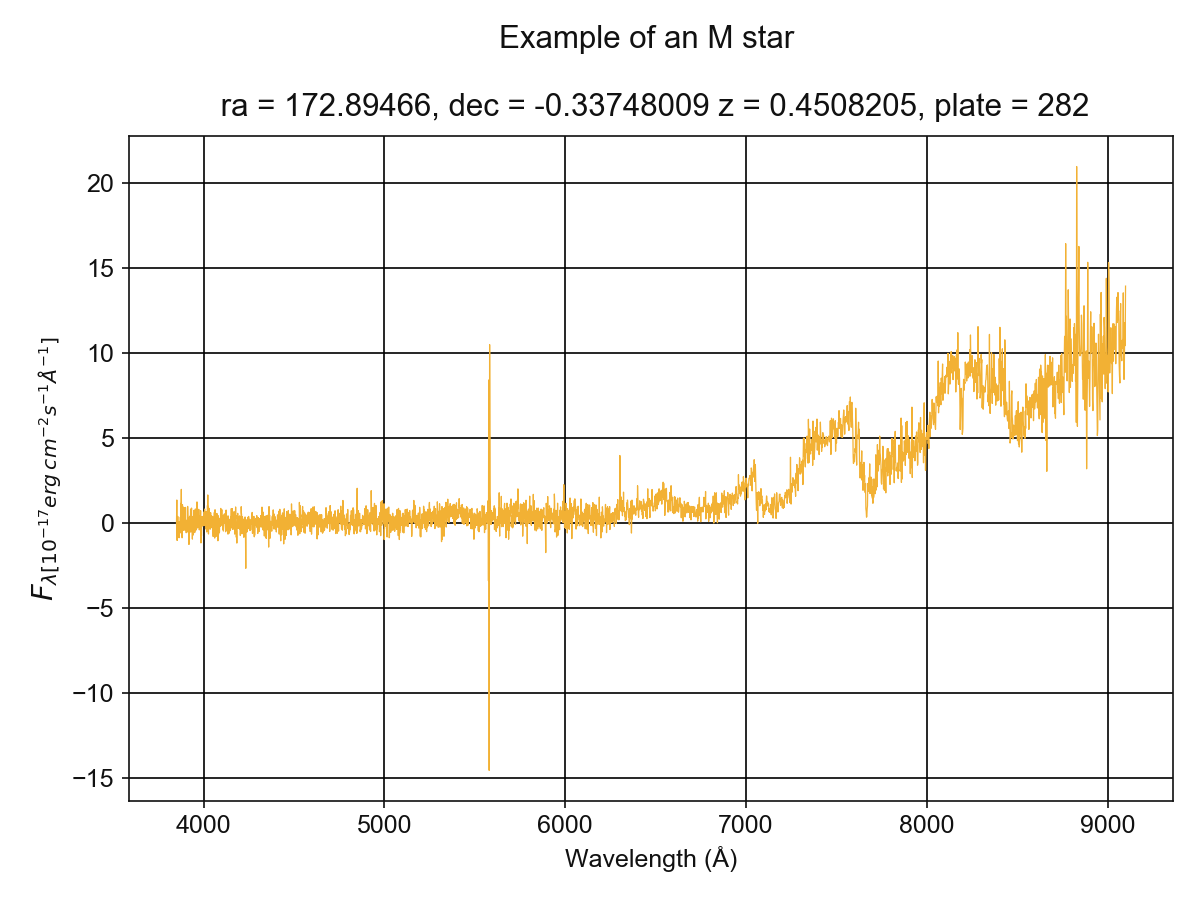 Example of an M star
ra = 172.89466, dec = -0.33748009 z = 0.4508205, plate = 282
20
15
10
5
0
−5
−10
−15
F_{λ[10^{−17} erg cm^{−2} s^{−1} Å^{−1}]}
4000 5000 6000 7000 8000 9000
Wavelength (Å)